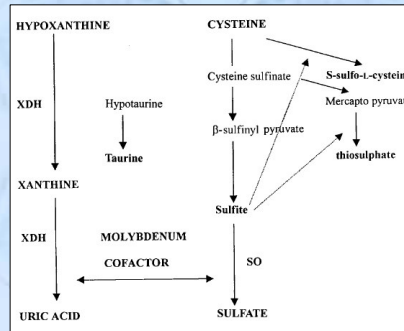 HYPOXANTHINE CYSTEINE
Cysteine sulfinate S-sulfo-L-cystein
XDH Hypotaurine Mercapto pyruvat
β-sulfinyl pyruvate
Taurine thiosulphate
XANTHINE
Sulfite
XDH MOLYBDENUM
COFACTOR SO
URIC ACID SULFATE